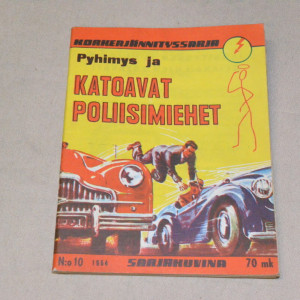 KORKEAJÄNNITYSSARJA
Pyhimys ja
KATOAVAT
POLIISIMIEHET
N:o 10 1954 SARJAKUVINA 70 mk